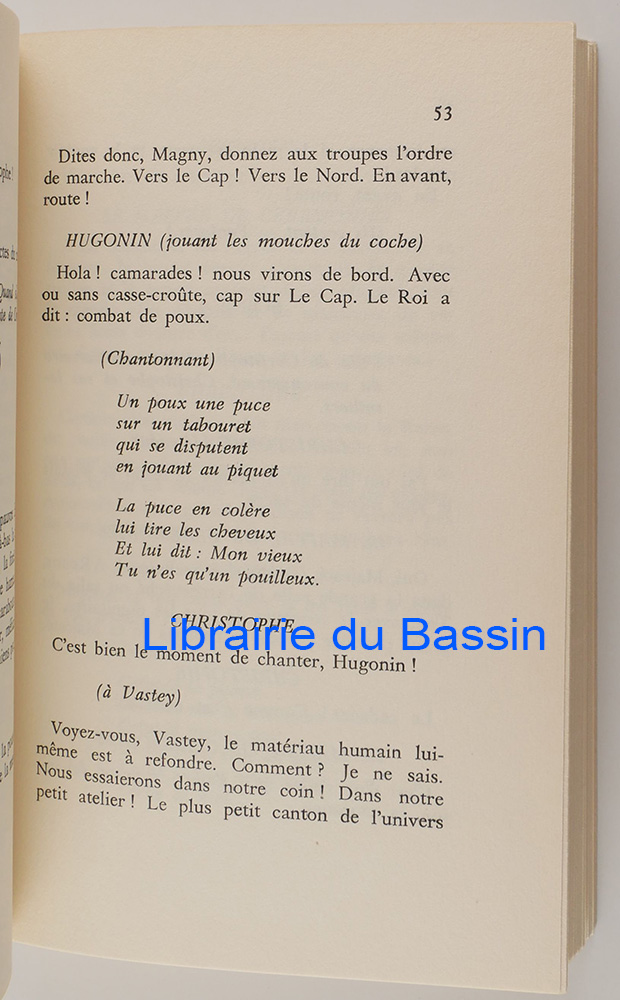 53
Dites donc, Magny, donnez aux troupes l'ordre
de marche. Vers le Cap ! Vers le Nord. En avant,
route !
HUGONIN (jouant les mouches du coche)
Hola ! camarades ! nous virons de bord. Avec
ou sans casse-croûte, cap sur Le Cap. Le Roi a
dit : combat de poux.
(Chantonnant)
Un poux une puce
sur un tabouret
qui se disputent
en jouant au piquet
La puce en colère
lui tire les cheveux
Et lui dit : Mon vieux
Tu n'es qu'un pouilleux.
CHRISTOPHE
Librairie du Bassin
C'est bien le moment de chanter, Hugonin !
(à Vastey)
Voyez-vous, Vastey, le matériau humain lui-
même est à refondre. Comment ? Je ne sais.
Nous essaierons dans notre coin ! Dans notre
petit atelier ! Le plus petit canton de l'univers